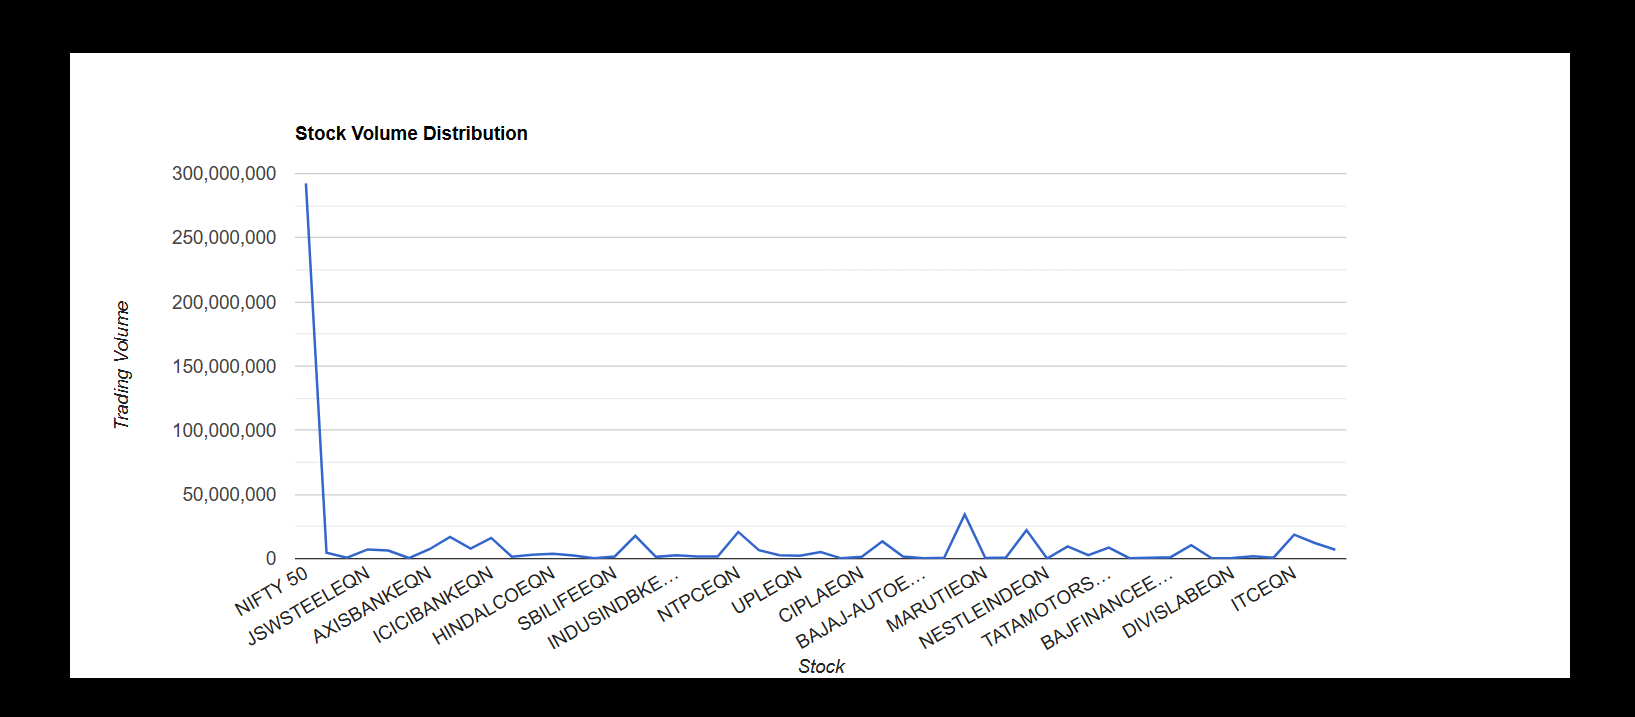 Stock Volume Distribution
300,000,000
250,000,000
200,000,000
150,000,000
100,000,000
50,000,000
0
Trading Volume
NIFTY 50
JSWSTEELEQN
AXISBANKEQN
ICICIBANKEQN
HINDALCOEQN
SBILIFEEQN
INDUSINDBKE...
NTPCEQN
UPLEQN
CIPLAEQN
BAJAJ-AUTOE...
MARUTIEQN
NESTLEINDEQN
TATAMOTORS...
BAJFINANCEE...
DIVISLABEQN
ITCEQN
Stock